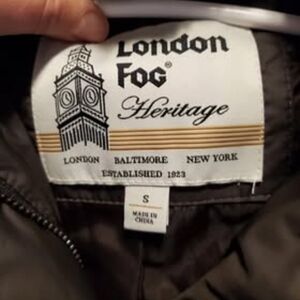 London
Fog®
Heritage
LONDON BALTIMORE NEW YORK
ESTABLISHED 1923
S
MADE IN
CHINA